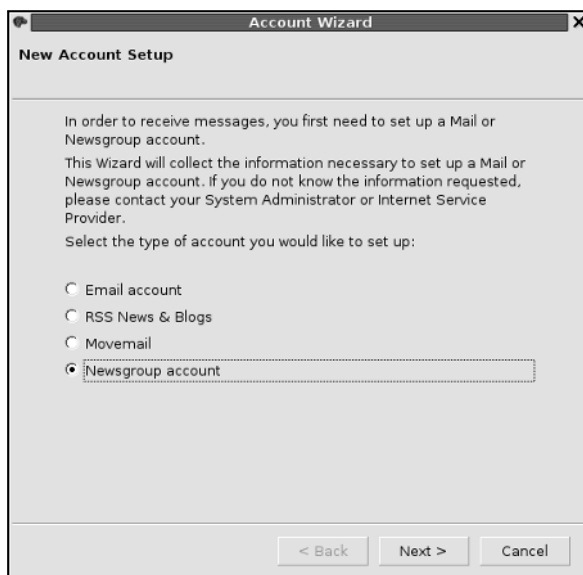 Account Wizard
New Account Setup
In order to receive messages, you first need to set up a Mail or
Newsgroup account.
This Wizard will collect the information necessary to set up a Mail or
Newsgroup account. If you do not know the information requested,
please contact your System Administrator or Internet Service
Provider.
Select the type of account you would like to set up:
Email account
RSS News & Blogs
Movemail
Newsgroup account
< Back Next > Cancel